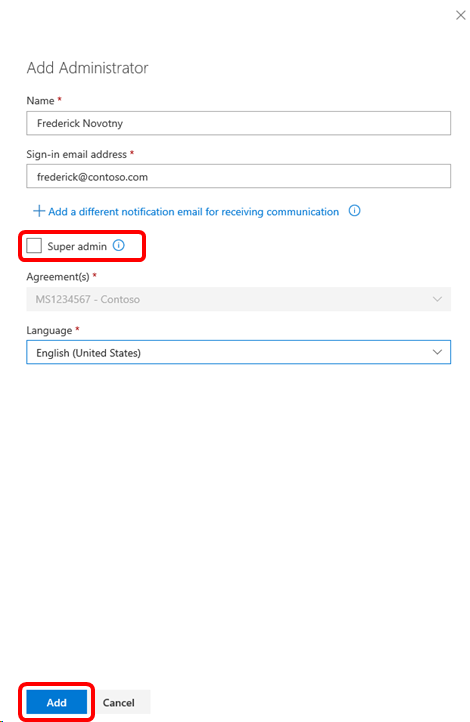 Add Administrator
Name *
Frederick Novotny
Sign-in email address *
frederick@contoso.com
Add a different notification email for receiving communication
Super admin
Agreement(s) *
MS1234567 - Contoso
Language *
English (United States)
Add Cancel